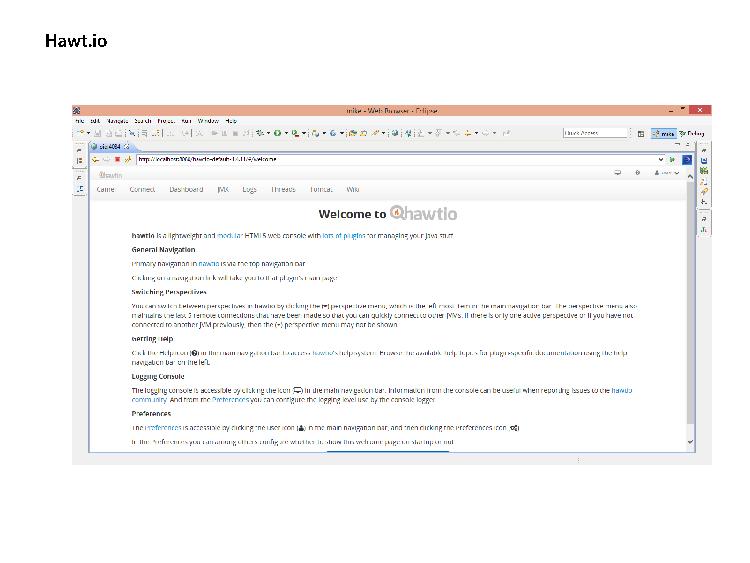 Hawt.io
mike - Web Browser - Eclipse
File Edit Navigate Search Project Run Window Help
Quick Access
mike
Debug
pid:4084
hawtio
Camel Connect Dashboard JMX Logs Threads Tomcat Wiki
Welcome to hawtio
hawtio is a lightweight and modular HTML5 web console with lots of plugins for managing your Java stuff
General Navigation
Primary navigation in hawtio is via the top navigation bar.
Clicking on a navigation link will take you to that plugin's main page.
Switching Perspectives
You can switch between perspectives in hawtio by clicking the perspective menu, which is the left most item in the main navigation bar. The perspective menu also
maintains the last 5 remote connections that have been made so that you can quickly connect to other JVMs. If there is only one active perspective or if you have not
connected to another JVM previously, then the perspective menu may not be shown.
Getting Help
Click the Help icon in the main navigation bar to access hawtio's help system. Browse the available help topics for plugin-specific documentation using the help
navigation bar on the left.
Logging Console
The logging console is accessible by clicking the icon in the main navigation bar. Information from the console can be useful when reporting issues to the hawtio
community. And from the Preferences you can configure the logging level use by the console logger.
Preferences
The Preferences is accessible by clicking the user icon in the main navigation bar, and then clicking the Preferences icon
In the Preferences you can among others configure whether to show this welcome page on startup or not